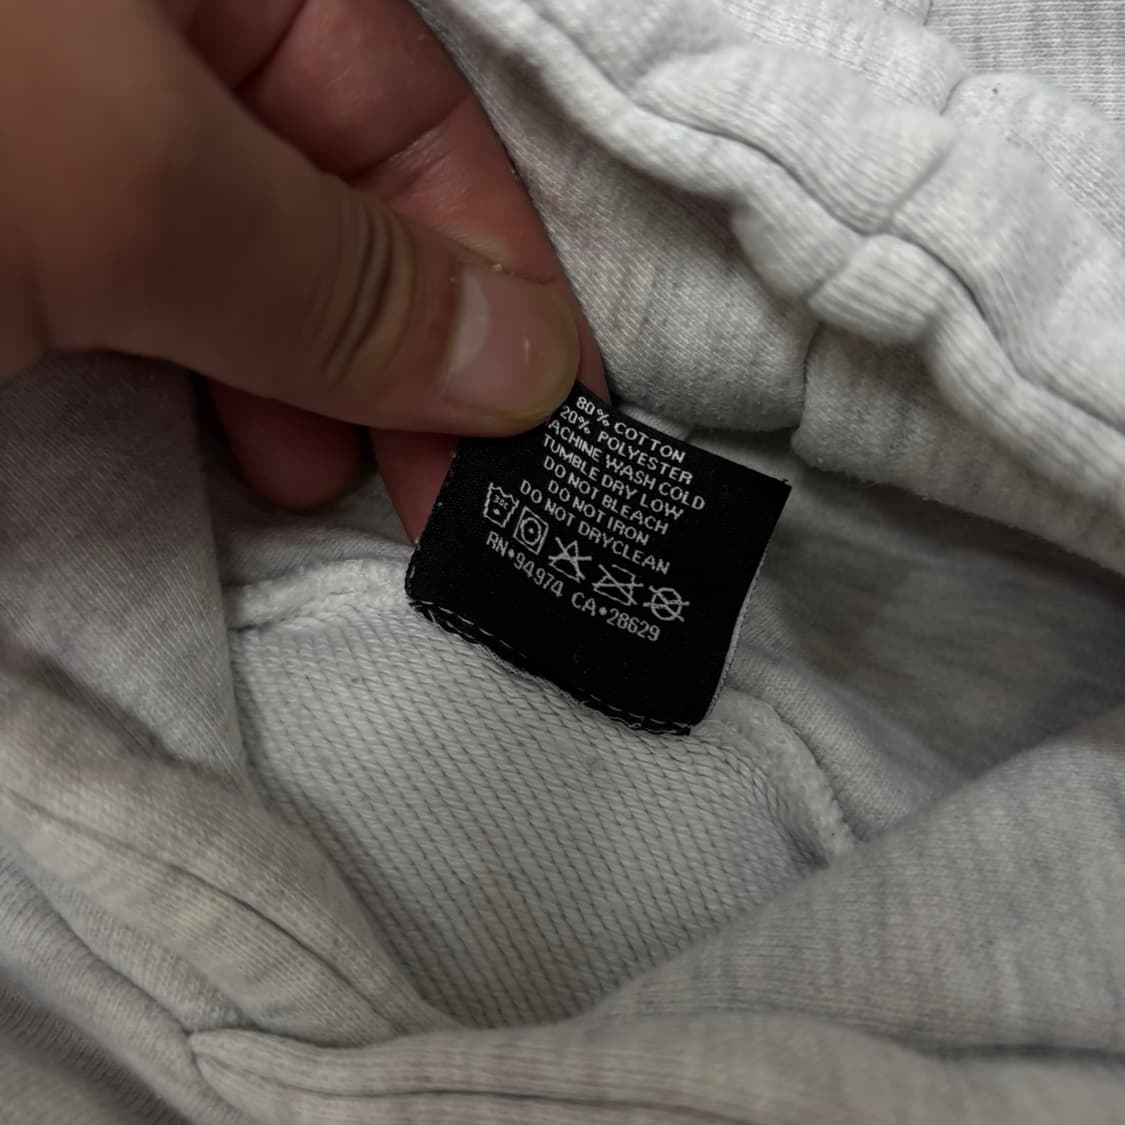 80% COTTON
20% POLYESTER
ACHINE WASH COLD
TUMBLE DRY LOW
DO NOT BLEACH
DO NOT IRON
DO NOT DRYCLEAN
RN•94974 CA•28629